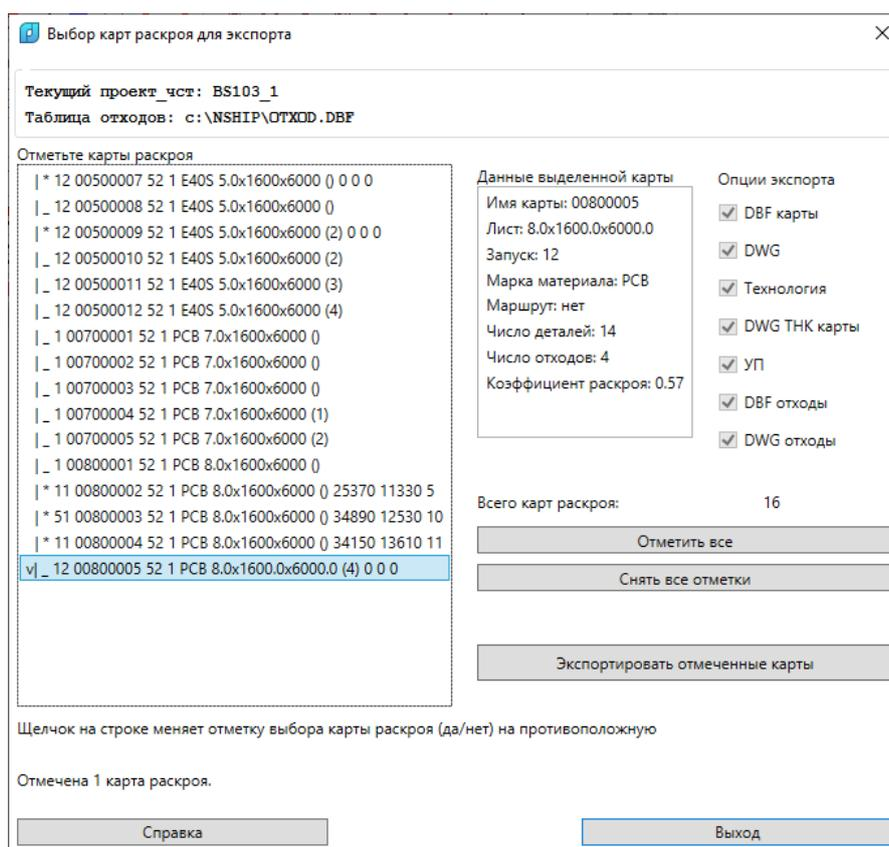 Выбор карт раскроя для экспорта
Текущий проект_чст: BS103_1
Таблица отходов: c:\NSHIP\OTXOD.DBF
Отметьте карты раскроя
|* 12 00500007 52 1 E40S 5.0x1600x6000 () 0 0 0
|_ 12 00500008 52 1 E40S 5.0x1600x6000 ()
|* 12 00500009 52 1 E40S 5.0x1600x6000 (2) 0 0 0
|_ 12 00500010 52 1 E40S 5.0x1600x6000 (2)
|_ 12 00500011 52 1 E40S 5.0x1600x6000 (3)
|_ 12 00500012 52 1 E40S 5.0x1600x6000 (4)
|_ 1 00700001 52 1 PCB 7.0x1600x6000 ()
|_ 1 00700002 52 1 PCB 7.0x1600x6000 ()
|_ 1 00700003 52 1 PCB 7.0x1600x6000 ()
|_ 1 00700004 52 1 PCB 7.0x1600x6000 (1)
|_ 1 00700005 52 1 PCB 7.0x1600x6000 (2)
|_ 1 00800001 52 1 PCB 8.0x1600x6000 ()
|* 11 00800002 52 1 PCB 8.0x1600x6000 () 25370 11330 5
|* 51 00800003 52 1 PCB 8.0x1600x6000 () 34890 12530 10
|* 11 00800004 52 1 PCB 8.0x1600x6000 () 34150 13610 11
v|_ 12 00800005 52 1 PCB 8.0x1600.0x6000.0 (4) 0 0 0
Данные выделенной карты
Имя карты: 00800005
Лист: 8.0x1600.0x6000.0
Запуск: 12
Марка материала: PCB
Маршрут: нет
Число деталей: 14
Число отходов: 4
Коэффициент раскроя: 0.57
Опции экспорта
DBF карты
DWG
Технология
DWG ТНК карты
УП
DBF отходы
DWG отходы
Всего карт раскроя: 16
Отметить все
Снять все отметки
Экспортировать отмеченные карты
Щелчок на строке меняет отметку выбора карты раскроя (да/нет) на противоположную
Отмечена 1 карта раскроя.
Справка
Выход